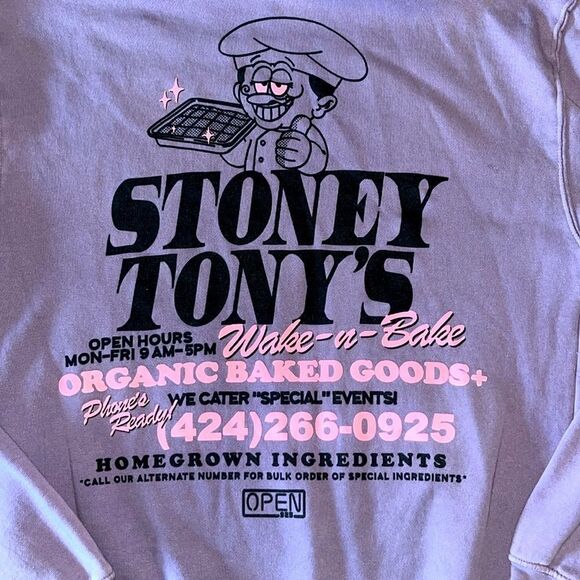 STONEY
TONY'S
OPEN HOURS
MON-FRI 9 AM-5PM
Wake-n-Bake
ORGANIC BAKED GOODS+
Phone's
Ready!
WE CATER "SPECIAL" EVENTS!
(424)266-0925
HOMEGROWN INGREDIENTS
*CALL OUR ALTERNATE NUMBER FOR BULK ORDER OF SPECIAL INGREDIENTS*
OPEN
925